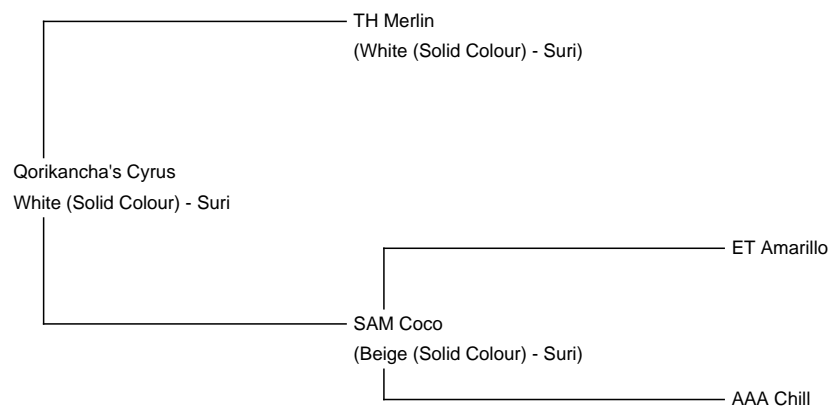 TH Merlin
(White (Solid Colour) - Suri)
Qorikancha's Cyrus
White (Solid Colour) - Suri
ET Amarillo
SAM Coco
(Beige (Solid Colour) - Suri)
AAA Chill